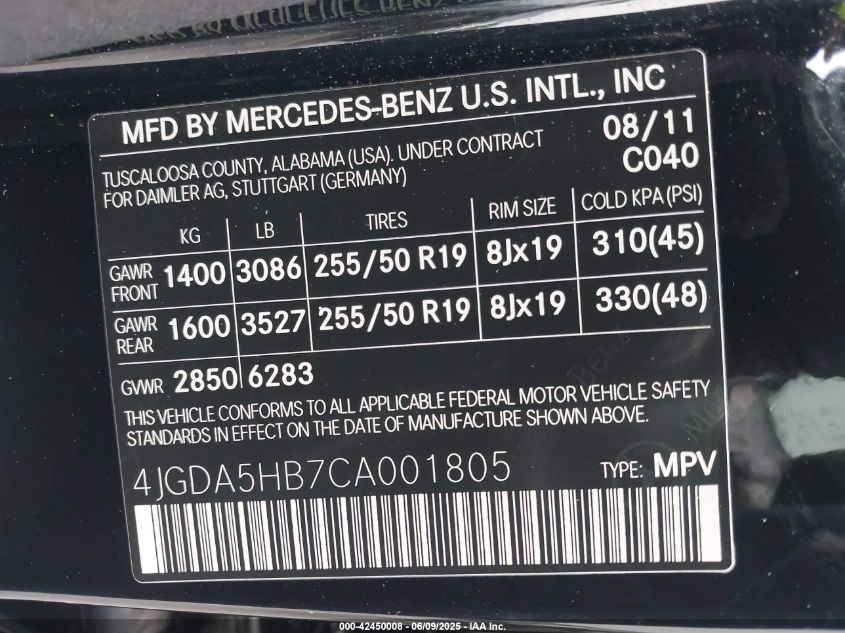 MFD BY MERCEDES-BENZ U.S. INTL., INC
TUSCALOOSA COUNTY, ALABAMA (USA). UNDER CONTRACT
FOR DAIMLER AG, STUTTGART (GERMANY)
08/11
C040
KG LB TIRES RIM SIZE COLD KPA (PSI)
GAWR FRONT 1400 3086 255/50 R19 8Jx19 310(45)
GAWR REAR 1600 3527 255/50 R19 8Jx19 330(48)
GVWR 2850 6283
THIS VEHICLE CONFORMS TO ALL APPLICABLE FEDERAL MOTOR VEHICLE SAFETY
STANDARDS IN EFFECT ON THE DATE OF MANUFACTURE SHOWN ABOVE.
4JGDA5HB7CA001805 TYPE: MPV
000-42450008 - 06/09/2025 - IAA Inc.